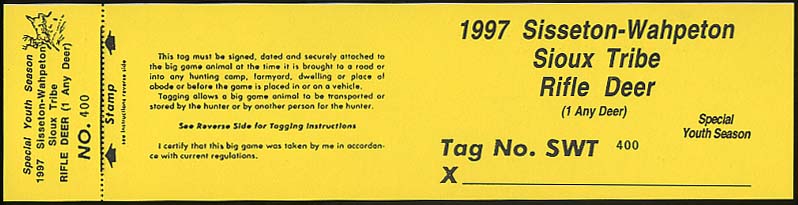 Special Youth Season
1997 Sisseton-Wahpeton
Sioux Tribe
RIFLE DEER (1 Any Deer)
NO. 400
Stamp
see instructions reverse side
This tag must be signed, dated and securely attached to
the big game animal at the time it is brought to a road or
into any hunting camp, farmyard, dwelling or place of
abode or before the game is placed in or on a vehicle.
Tagging allows a big game animal to be transported or
stored by the hunter or by another person for the hunter.
See Reverse Side for Tagging Instructions
I certify that this big game was taken by me in accordan-
ce with current regulations.
1997 Sisseton-Wahpeton
Sioux Tribe
Rifle Deer
(1 Any Deer)
Special
Youth Season
Tag No. SWT 400
X